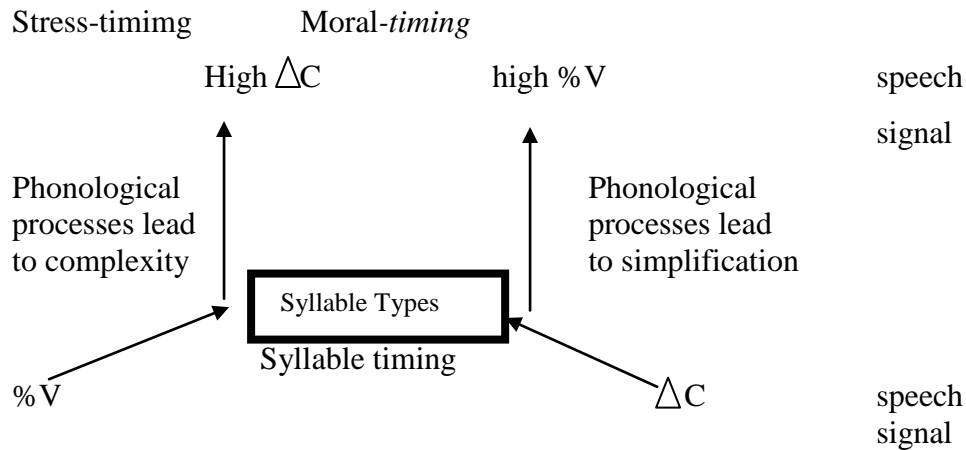 Stress-timimg Moral-timing
High △C high %V speech
signal
Phonological processes lead to complexity
Phonological processes lead to simplification
Syllable Types
Syllable timing
%V △C speech
signal